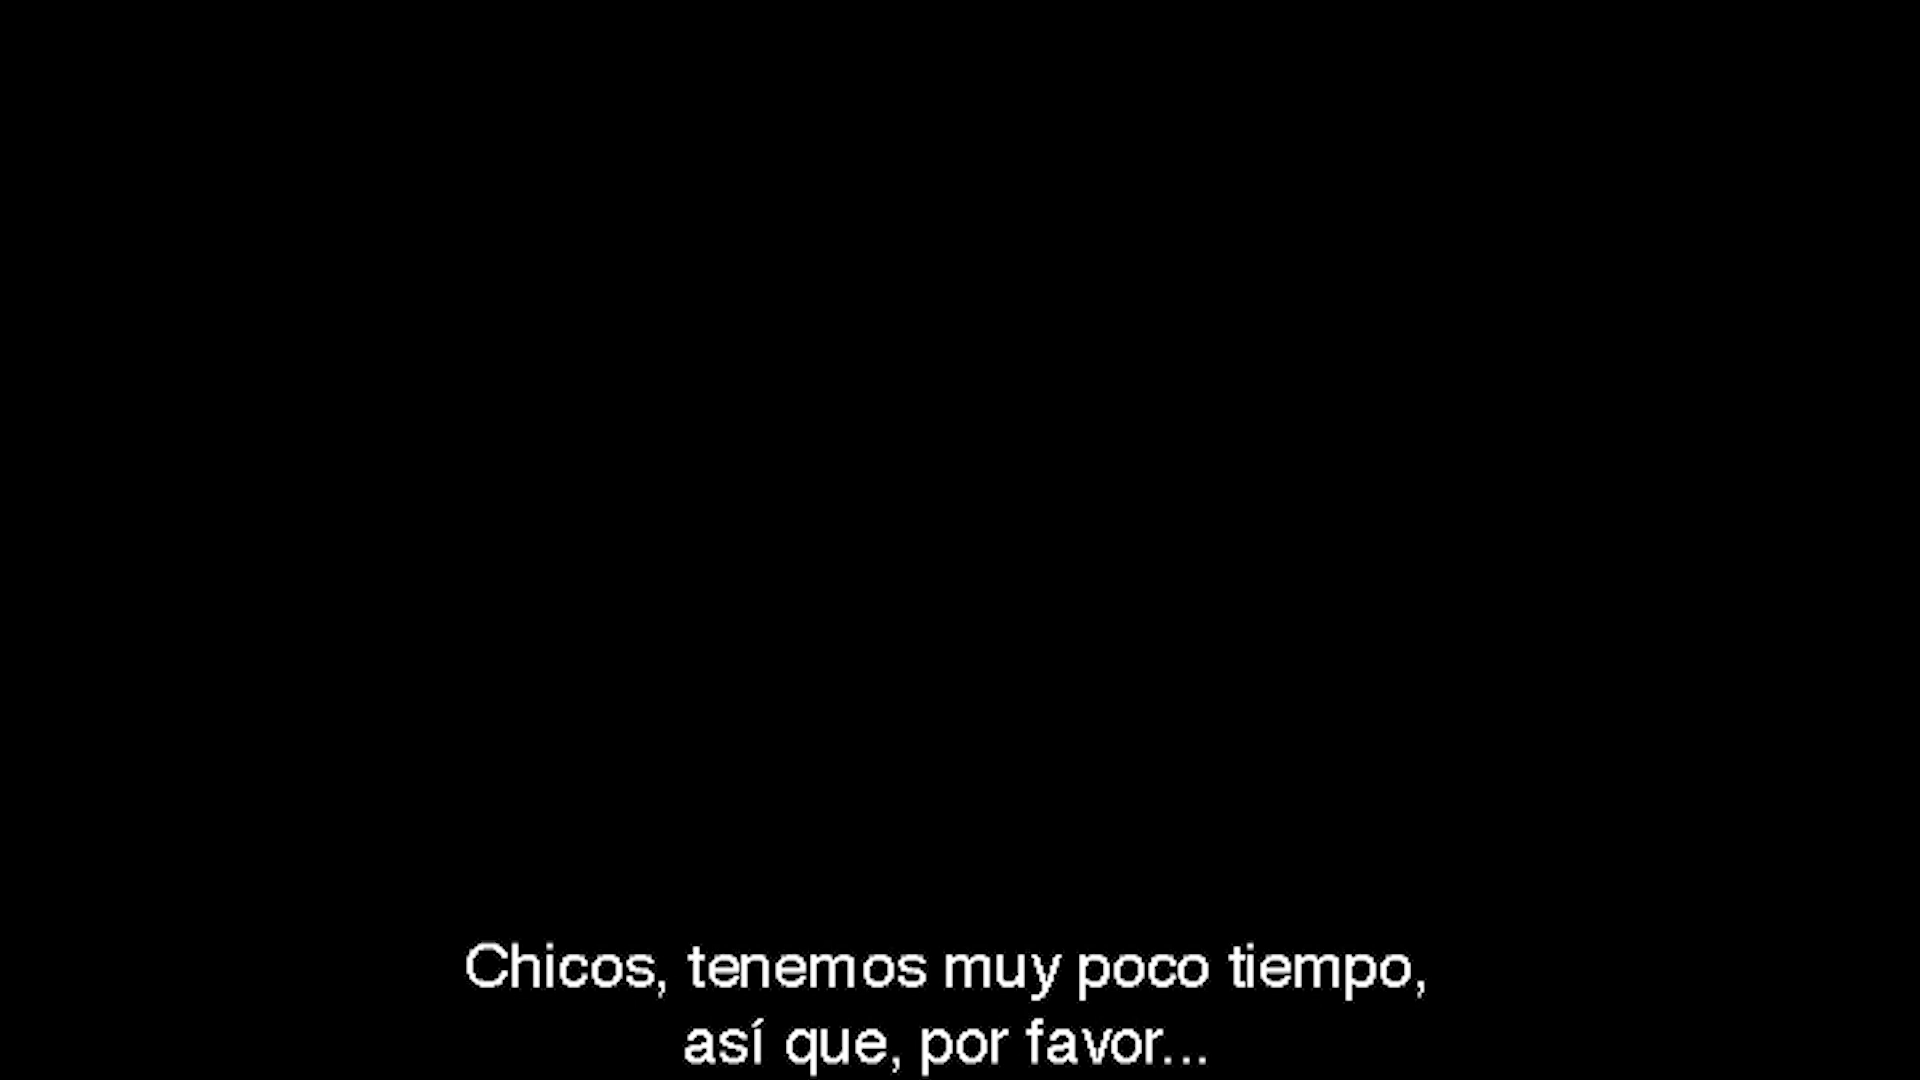 Chicos, tenemos muy poco tiempo,
así que, por favor...